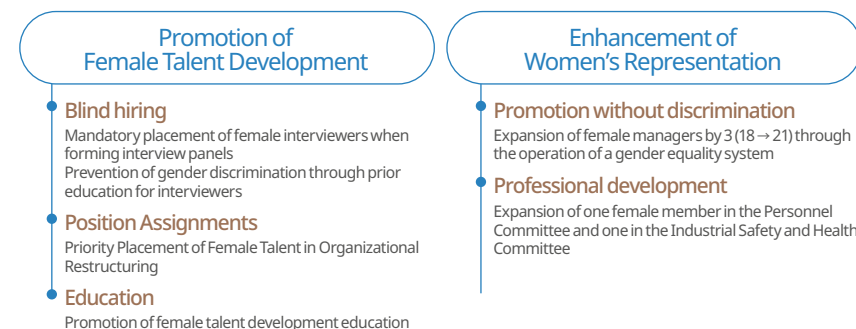 Promotion of
Female Talent Development
Blind hiring
Mandatory placement of female interviewers when
forming interview panels
Prevention of gender discrimination through prior
education for interviewers
Position Assignments
Priority Placement of Female Talent in Organizational
Restructuring
Education
Promotion of female talent development education
Enhancement of
Women's Representation
Promotion without discrimination
Expansion of female managers by 3 (18 → 21) through
the operation of a gender equality system
Professional development
Expansion of one female member in the Personnel
Committee and one in the Industrial Safety and Health
Committee